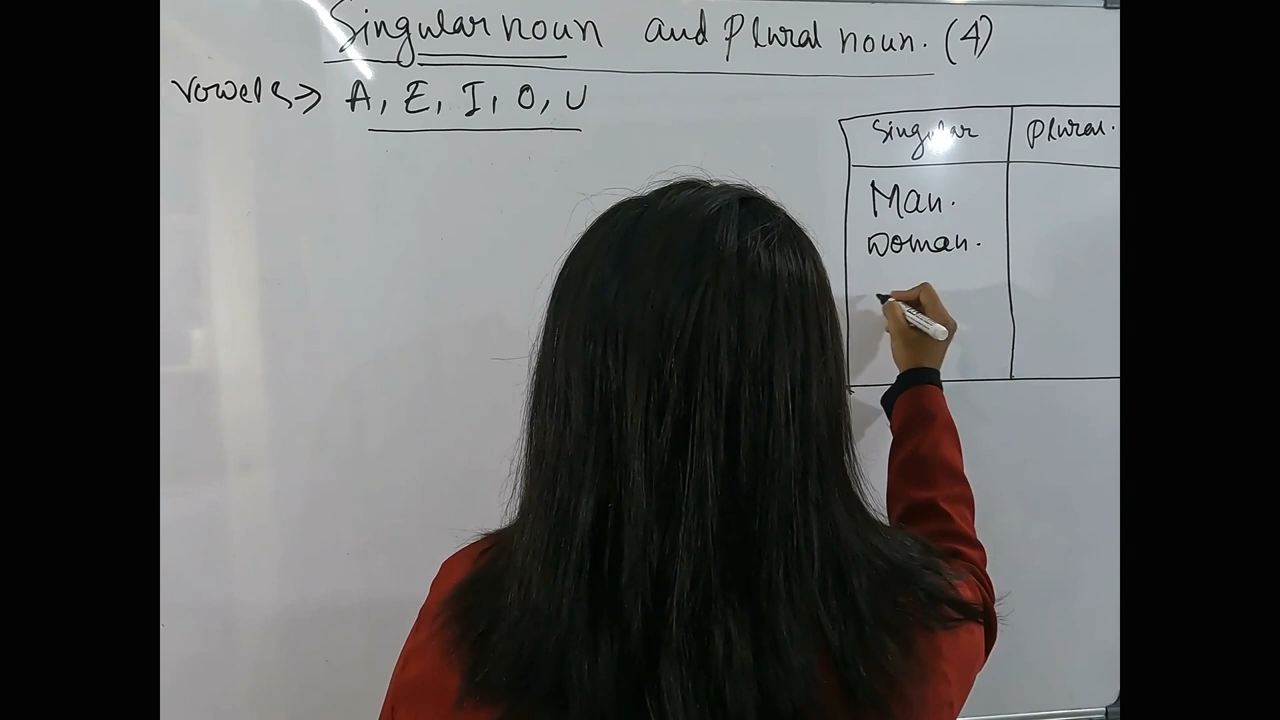 Singular noun and Plural noun. (4)
Vowels → A, E, I, O, U
Singular Plural.
Man.
Woman.